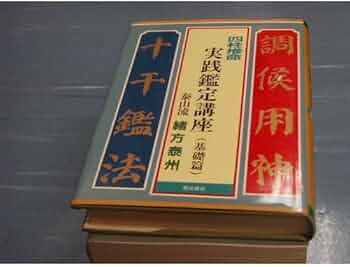 調候用神
四柱推命
実践鑑定講座(基礎篇)
泰山流 緒方泰州
十干鑑法